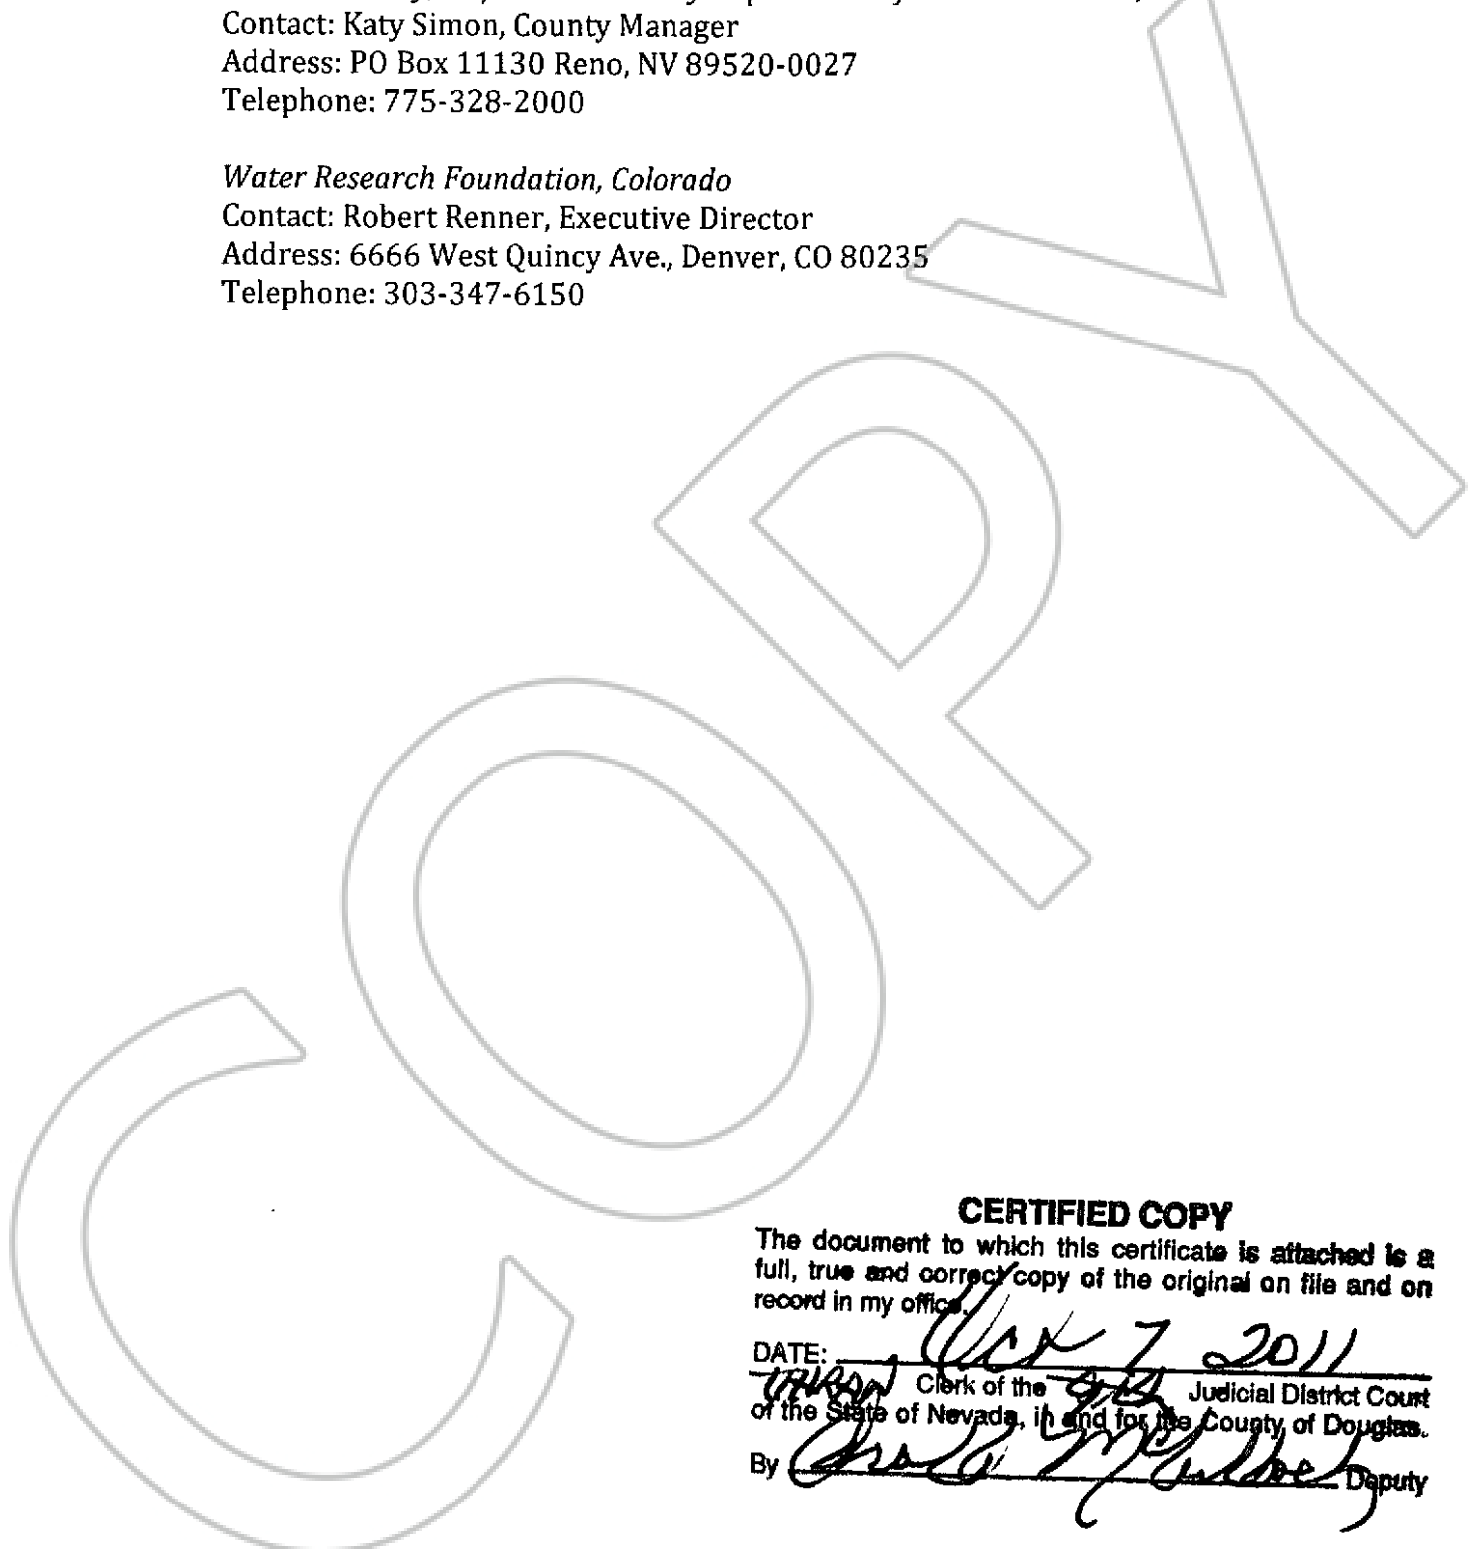 Contact: Katy Simon, County Manager
Address: PO Box 11130 Reno, NV 89520-0027
Telephone: 775-328-2000
Water Research Foundation, Colorado
Contact: Robert Renner, Executive Director
Address: 6666 West Quincy Ave., Denver, CO 80235
Telephone: 303-347-6150
COPY
CERTIFIED COPY
The document to which this certificate is attached is a
full, true and correct copy of the original on file and on
record in my office.
DATE: Oct 7 2011
Clerk of the Judicial District Court
of the State of Nevada, in and for the County of Douglas.
By Deputy